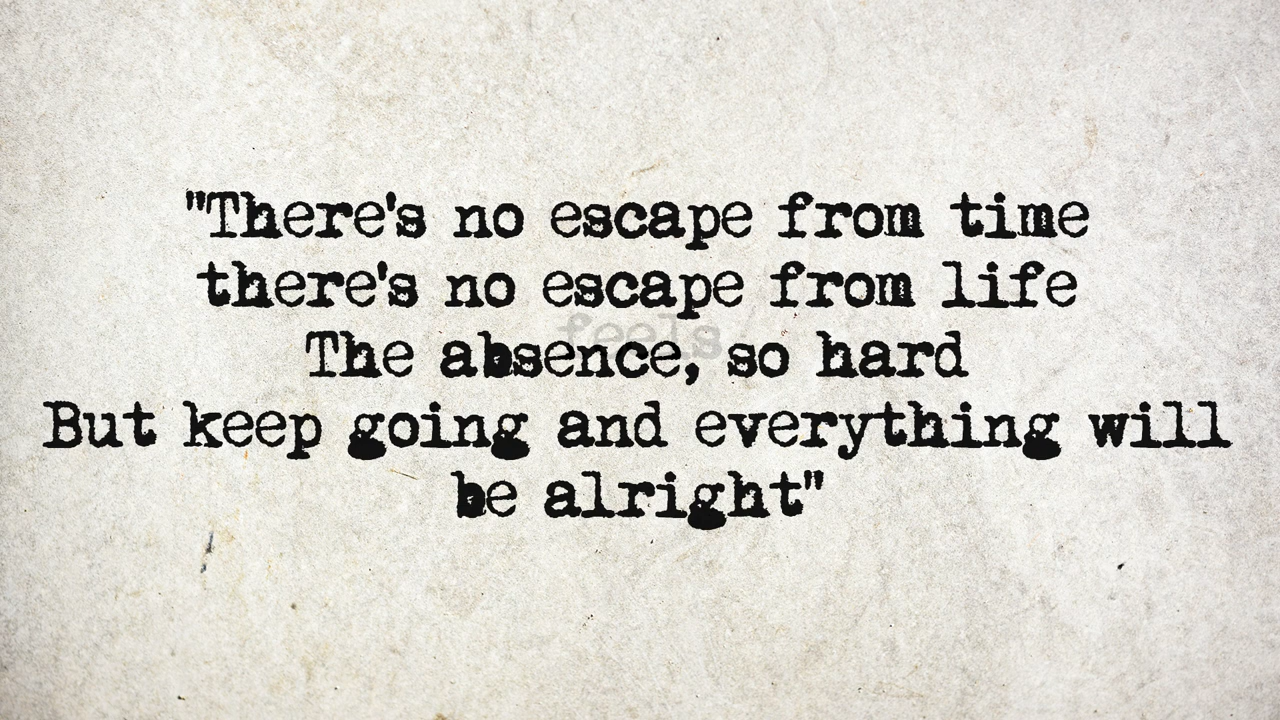 "There's no escape from time
there's no escape from life
feels
The absence, so hard
But keep going and everything will
be alright"